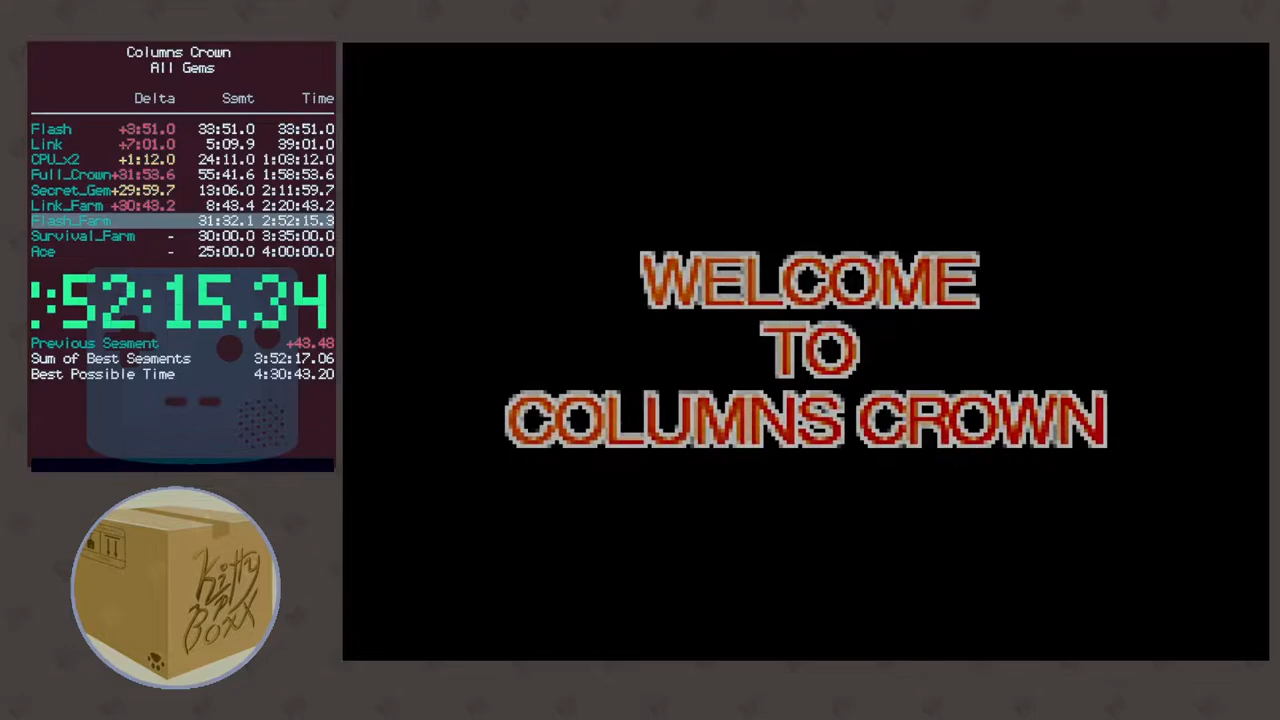 Columns Crown
All Gems
Delta Sgmt Time
Flash +3:51.0 33:51.0 33:51.0
Link +7:01.0 5:09.9 39:01.0
CPU_x2 +1:12.0 24:11.0 1:03:12.0
Full_Crown+31:53.6 55:41.6 1:58:53.6
Secret_Gem+29:59.7 13:06.0 2:11:59.7
Link_Farm +30:43.2 8:43.4 2:20:43.2
Flash_Farm 31:32.1 2:52:15.3
Survival_Farm - 30:00.0 3:35:00.0
Ace - 25:00.0 4:00:00.0
:52:15.34
Previous Segment +43.48
Sum of Best Segments 3:52:17.06
Best Possible Time 4:30:43.20
WELCOME
TO
COLUMNS CROWN
Kitty
BoxX